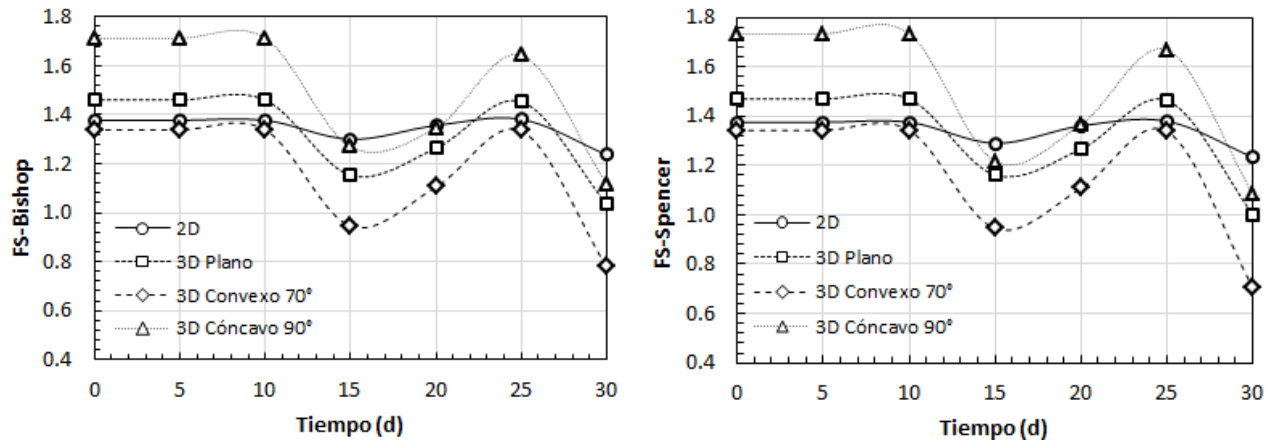 FS-Bishop
1.8
1.6
1.4
1.2
1.0
0.8
0.6
0.4
2D
3D Plano
3D Convexo 70°
3D Cóncavo 90°
0 5 10 15 20 25 30
Tiempo (d)
FS-Spencer
1.8
1.6
1.4
1.2
1.0
0.8
0.6
0.4
2D
3D Plano
3D Convexo 70°
3D Cóncavo 90°
0 5 10 15 20 25 30
Tiempo (d)